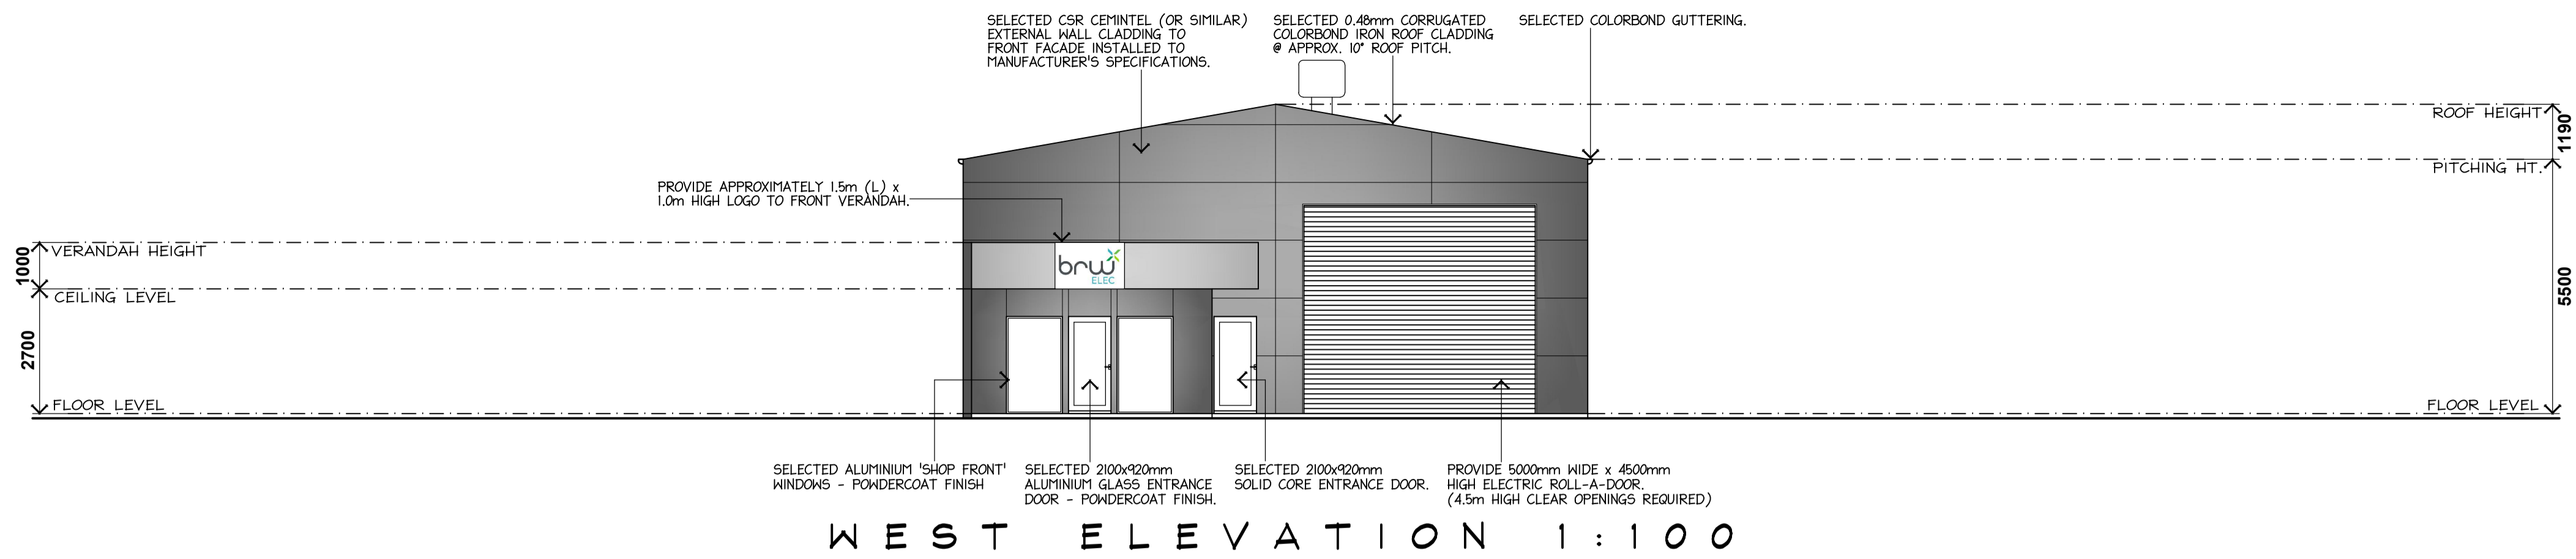 SELECTED CSR CEMINTEL (OR SIMILAR)
EXTERNAL WALL CLADDING TO
FRONT FACADE INSTALLED TO
MANUFACTURER'S SPECIFICATIONS.
SELECTED 0.48mm CORRUGATED
COLORBOND IRON ROOF CLADDING
@ APPROX. 10° ROOF PITCH.
SELECTED COLORBOND GUTTERING.
ROOF HEIGHT
1190
PITCHING HT.
PROVIDE APPROXIMATELY 1.5m (L) x
1.0m HIGH LOGO TO FRONT VERANDAH.
VERANDAH HEIGHT
1000
CEILING LEVEL
brw
ELEC
5500
2700
FLOOR LEVEL
FLOOR LEVEL
SELECTED ALUMINIUM 'SHOP FRONT'
WINDOWS - POWDERCOAT FINISH
SELECTED 2100x920mm
ALUMINIUM GLASS ENTRANCE
DOOR - POWDERCOAT FINISH.
SELECTED 2100x920mm
SOLID CORE ENTRANCE DOOR.
PROVIDE 5000mm WIDE x 4500mm
HIGH ELECTRIC ROLL-A-DOOR.
(4.5m HIGH CLEAR OPENINGS REQUIRED)
WEST ELEVATION 1:100